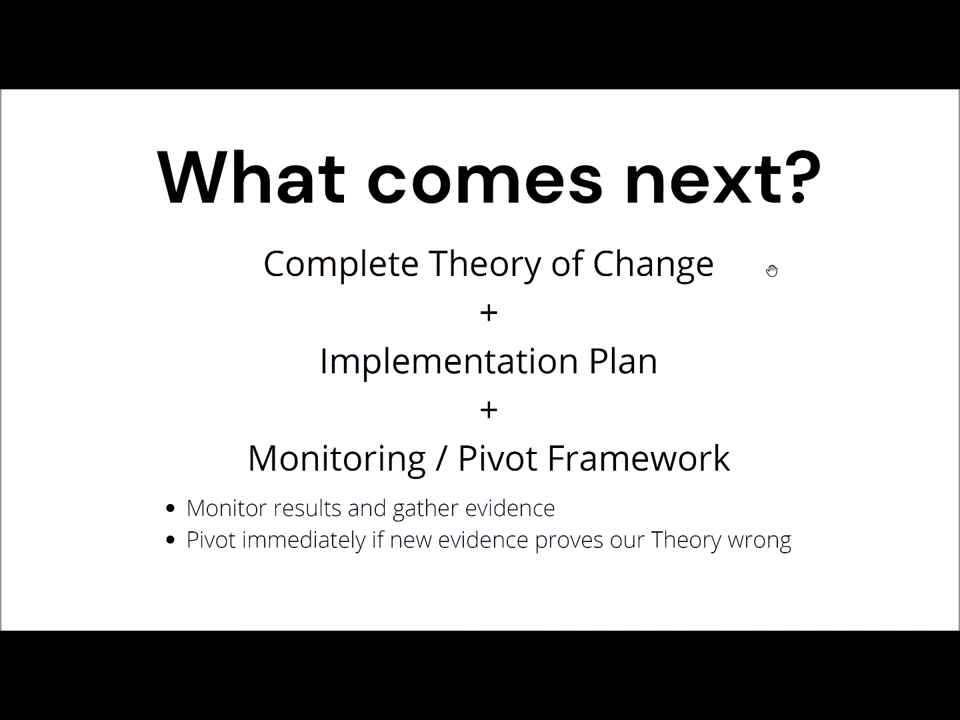 What comes next?
Complete Theory of Change
+
Implementation Plan
+
Monitoring / Pivot Framework
• Monitor results and gather evidence
• Pivot immediately if new evidence proves our Theory wrong